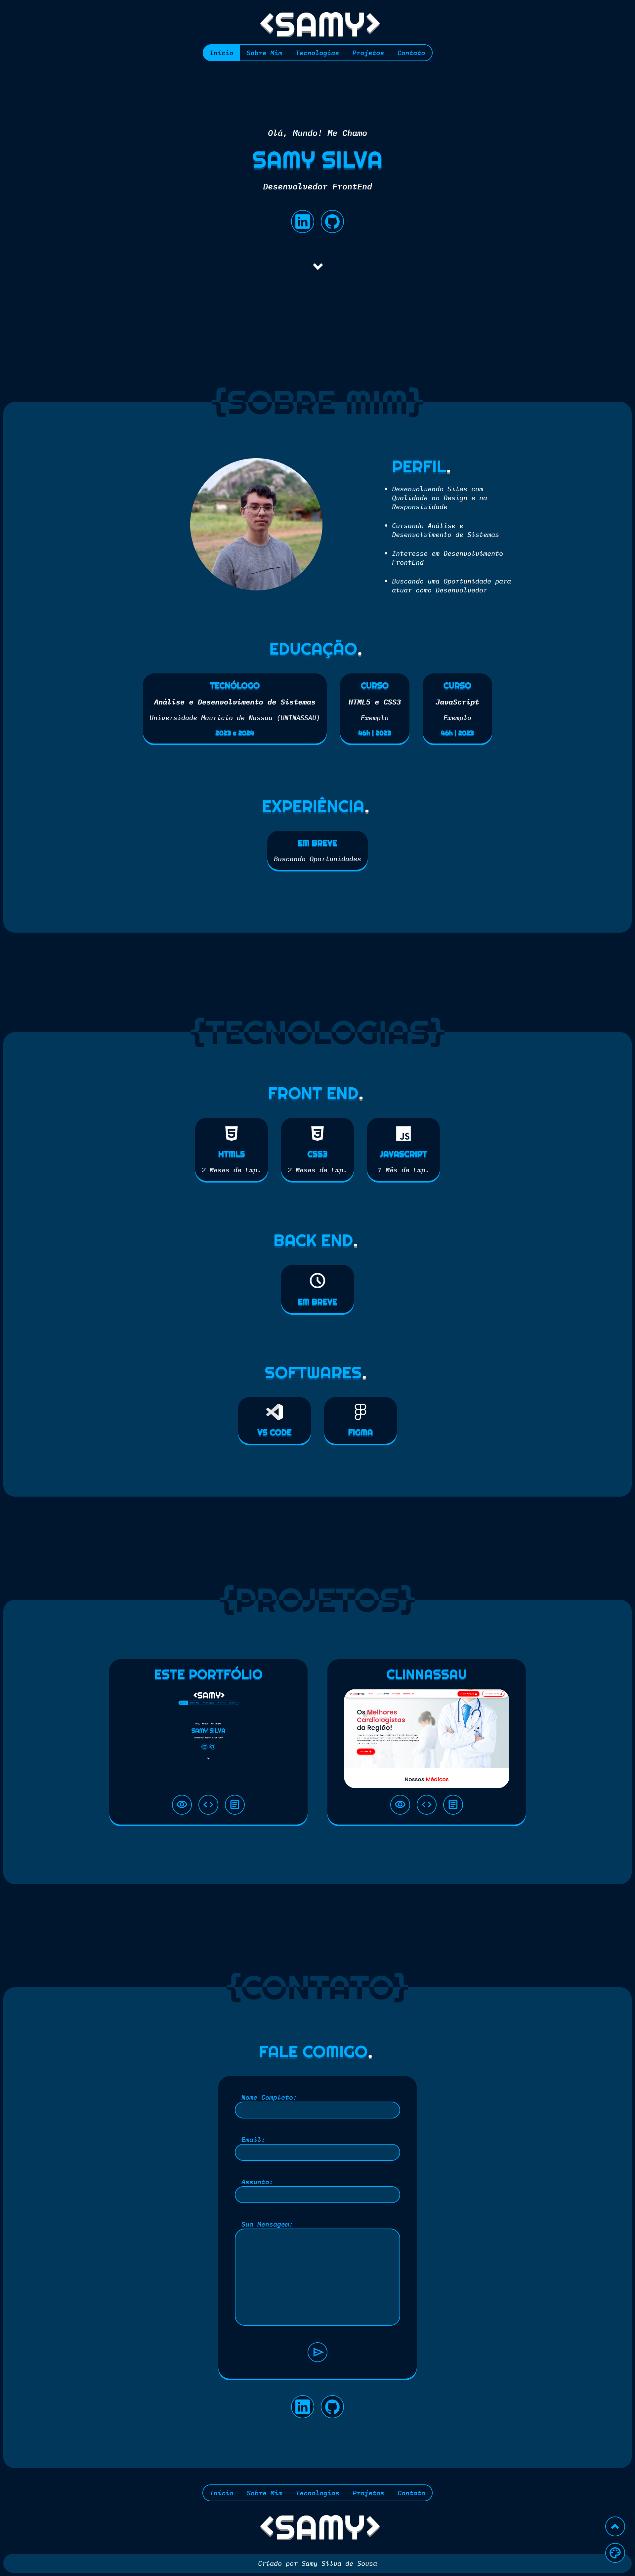 <SAMY>
Início Sobre Mim Tecnologias Projetos Contato
Olá, Mundo! Me Chamo
SAMY SILVA
Desenvolvedor FrontEnd
{SOBRE MIM}
PERFIL.
Desenvolvendo Sites com
Qualidade no Design e na
Responsividade
Cursando Análise e
Desenvolvimento de Sistemas
Interesse em Desenvolvimento
FrontEnd
Buscando uma Oportunidade para
atuar como Desenvolvedor
EDUCAÇÃO.
TECNÓLOGO
Análise e Desenvolvimento de Sistemas
Universidade Maurício de Nassau (UNINASSAU)
2023 a 2024
CURSO
HTML5 e CSS3
Exemplo
46h | 2023
CURSO
JavaScript
Exemplo
46h | 2023
EXPERIÊNCIA.
EM BREVE
Buscando Oportunidades
{TECNOLOGIAS}
FRONT END.
HTML5
2 Meses de Exp.
CSS3
2 Meses de Exp.
JS
JAVASCRIPT
1 Mês de Exp.
BACK END.
EM BREVE
SOFTWARES.
VS CODE
FIGMA
{PROJETOS}
ESTE PORTFÓLIO
<SAMY>
SAMY SILVA
CLINNASSAU
Os Melhores
Cardiologistas
da Região!
Nossos Médicos
{CONTATO}
FALE COMIGO.
Nome Completo:
Email:
Assunto:
Sua Mensagem:
Início Sobre Mim Tecnologias Projetos Contato
<SAMY>
Criado por Samy Silva de Sousa